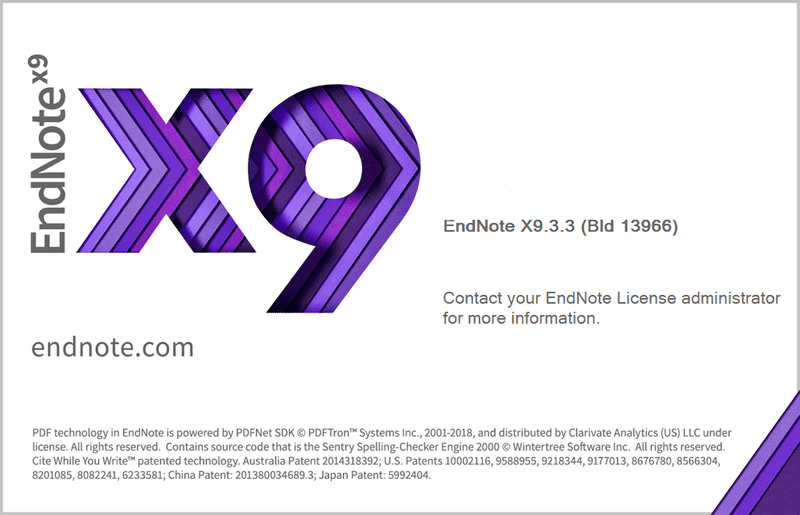 EndNote x9
X9
EndNote X9.3.3 (Bld 13966)
Contact your EndNote License administrator
for more information.
endnote.com
PDF technology in EndNote is powered by PDFNet SDK © PDFTron™ Systems Inc., 2001-2018, and distributed by Clarivate Analytics (US) LLC under
license. All rights reserved.  Contains source code that is the Sentry Spelling-Checker Engine 2000 © Wintertree Software Inc.  All rights reserved.
Cite While You Write™ patented technology. Australia Patent 2014318392; U.S. Patents 10002116, 9588955, 9218344, 9177013, 8676780, 8566304,
8201085, 8082241, 6233581; China Patent: 201380034689.3; Japan Patent: 5992404.